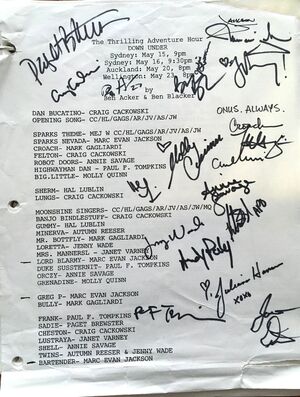 The Thrilling Adventure Hour
DOWN UNDER
Sydney: May 15, 9pm
Sydney: May 16, 9:30pm
Auckland: May 20, 8pm
Wellington: May 23, 8pm
by
Ben Acker & Ben Blacker
DAN BUCATINO- CRAIG CACKOWSKI
OPENING SONG- CC/HL/GAGS/AR/JV/AS/JW
ONUS. ALWAYS.
SPARKS THEME- MEJ W CC/HL/GAGS/AR/JV/AS/JW
SPARKS NEVADA- MARC EVAN JACKSON
CROACH- MARK GAGLIARDI
Croach
FELTON- CRAIG CACKOWSKI
ROBOT DOORS- ANNIE SAVAGE
HIGHWAYMAN DAN - PAUL F. TOMPKINS
BIG.LITTLE- MOLLY QUINN
SHERM- HAL LUBLIN
LUNGS- CRAIG CACKOWSKI
MOONSHINE SINGERS- CC/HL/GAGS/AR/JV/AS/JW/MQ
BANJO BINDLESTUFF- CRAIG CACKOWSKI
GUMMY- HAL LUBLIN
MINERVA- AUTUMN REESER
MR. BOTTFLY- MARK GAGLIARDI
LORETTA- JENNY WADE
MRS. MANNERSL - JANET VARNEY
LORD BLANK- MARC EVAN JACKSON
DUKE SUSSTERNIT- PAUL F. TOMPKINS
ORCEY- ANNIE SAVAGE
GRENADINE- MOLLY QUINN
GREG P- MARC EVAN JACKSON
BULLY- MARK GAGLIARDI
XOXO
FRANK- PAUL F. TOMPKINS
SADIE- PAGET BREWSTER
CHESTON- CRAIG CACKOWSKI
LUSTRAJA- JANET VARNEY
SHELL- ANNIE SAVAGE
TWINS- AUTUMN REESER & JENNY WADE
BARTENDER- MARC EVAN JACKSON